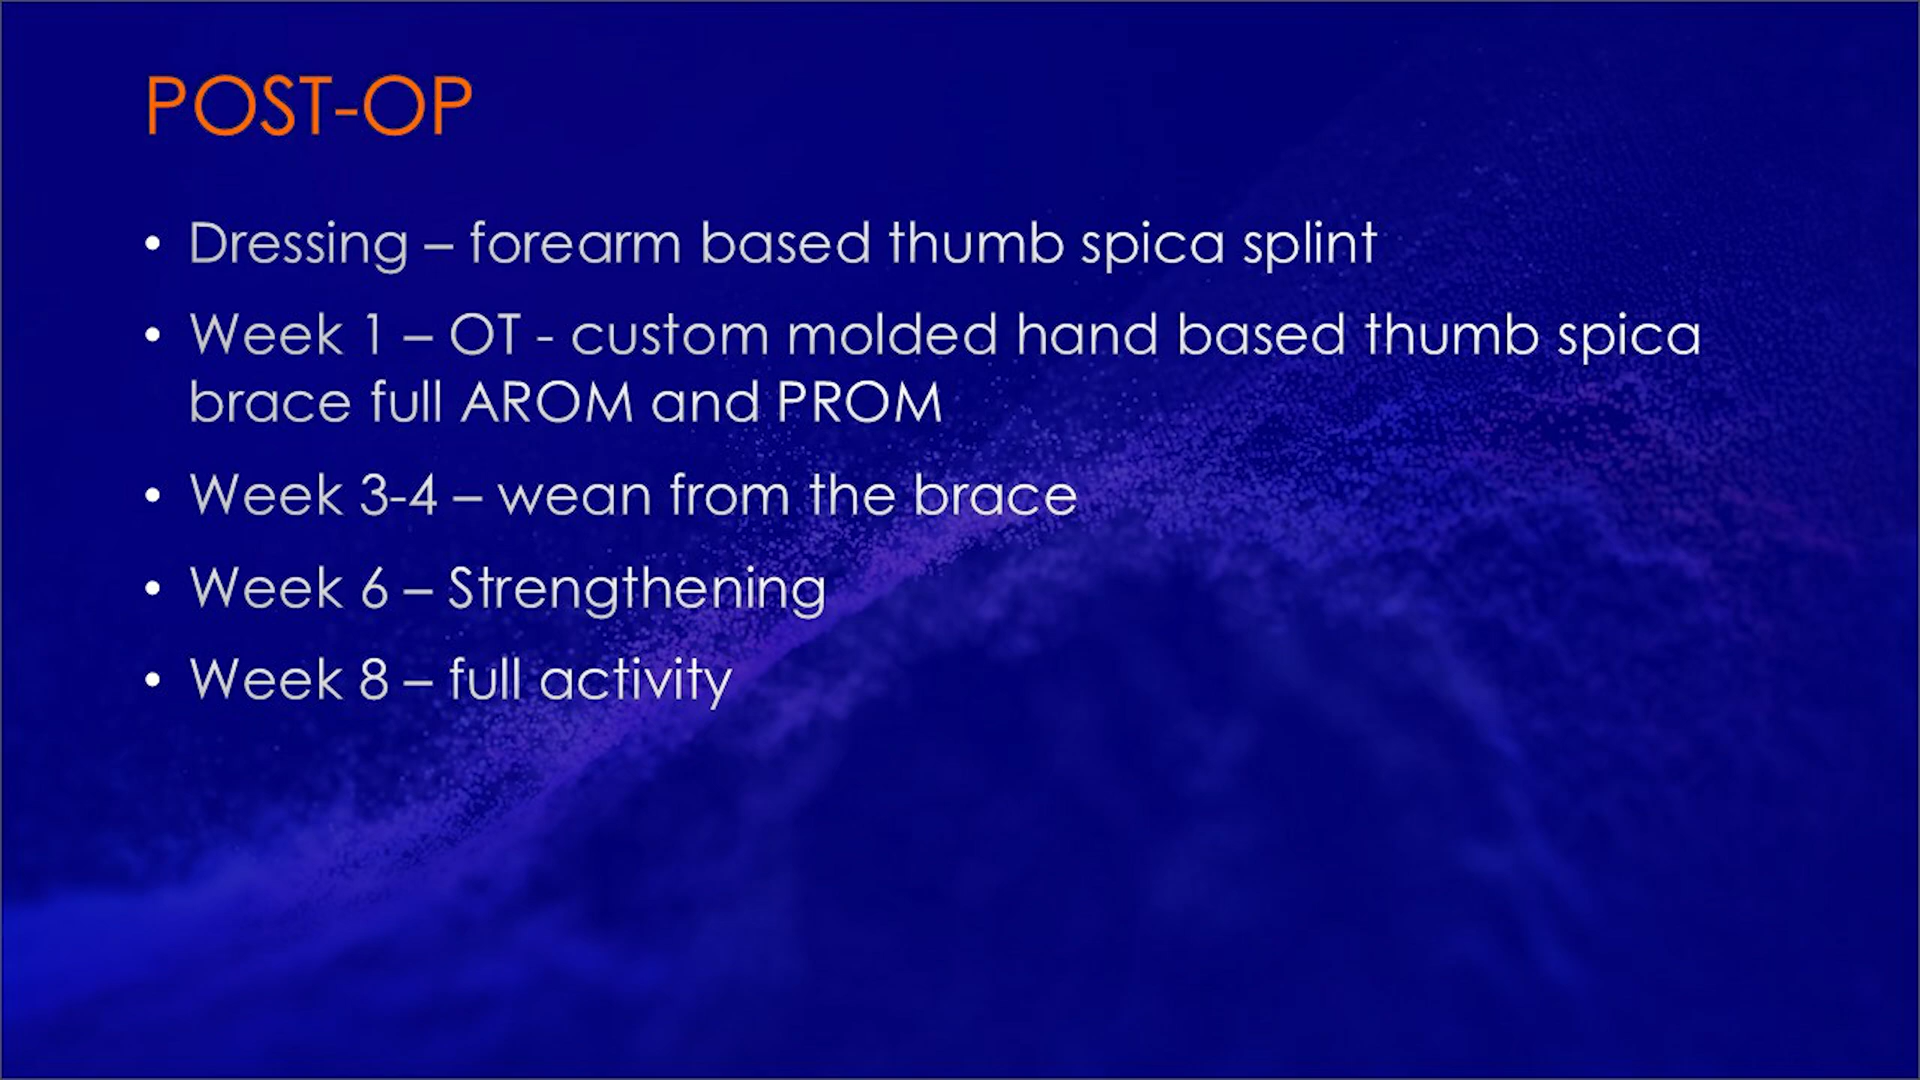 POST-OP
• Dressing – forearm based thumb spica splint
• Week 1 – OT - custom molded hand based thumb spica
brace full AROM and PROM
• Week 3-4 – wean from the brace
• Week 6 – Strengthening
• Week 8 – full activity